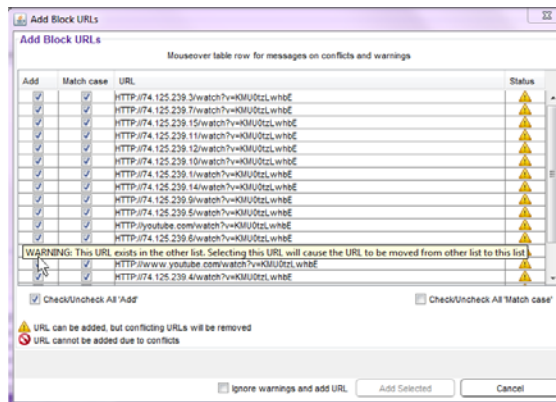 Add Block URLs
Add Block URLs
Mouseover table row for messages on conflicts and warnings
Add Match case URL Status
HTTP://74.125.239.3/watch?v=KMU0tzLwhbE
HTTP://74.125.239.7/watch?v=KMU0tzLwhbE
HTTP://74.125.239.15/watch?v=KMU0tzLwhbE
HTTP://74.125.239.11/watch?v=KMU0tzLwhbE
HTTP://74.125.239.12/watch?v=KMU0tzLwhbE
HTTP://74.125.239.10/watch?v=KMU0tzLwhbE
HTTP://74.125.239.1/watch?v=KMU0tzLwhbE
HTTP://74.125.239.14/watch?v=KMU0tzLwhbE
HTTP://74.125.239.9/watch?v=KMU0tzLwhbE
HTTP://74.125.239.5/watch?v=KMU0tzLwhbE
HTTP://youtube.com/watch?v=KMU0tzLwhbE
HTTP://74.125.239.6/watch?v=KMU0tzLwhbE
WARNING: This URL exists in the other list. Selecting this URL will cause the URL to be moved from other list to this list
HTTP://www.youtube.com/watch?v=KMU0tzLwhbE
HTTP://74.125.239.4/watch?v=KMU0tzLwhbE
Check/Uncheck All 'Add' Check/Uncheck All 'Match case'
URL can be added, but conflicting URLs will be removed
URL cannot be added due to conflicts
Ignore warnings and add URL Add Selected Cancel